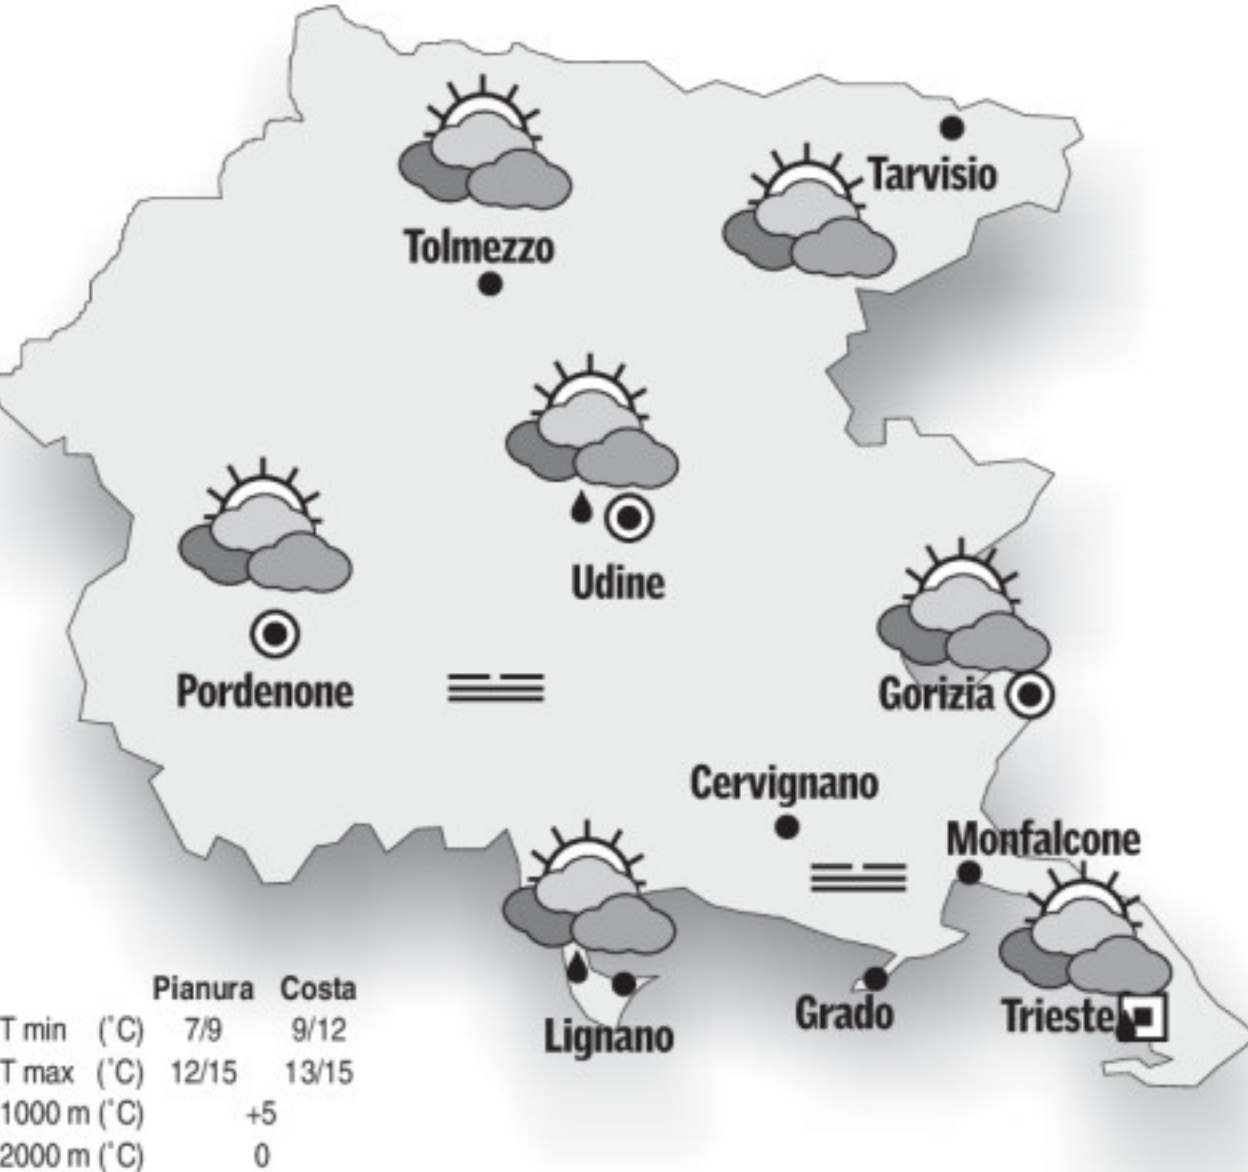 Tarvisio
Tolmezzo
Udine
Pordenone
Gorizia
Cervignano
Monfalcone
Grado
Trieste
Lignano
Pianura Costa
T min (°C) 7/9 9/12
T max (°C) 12/15 13/15
1000 m (°C) +5
2000 m (°C) 0